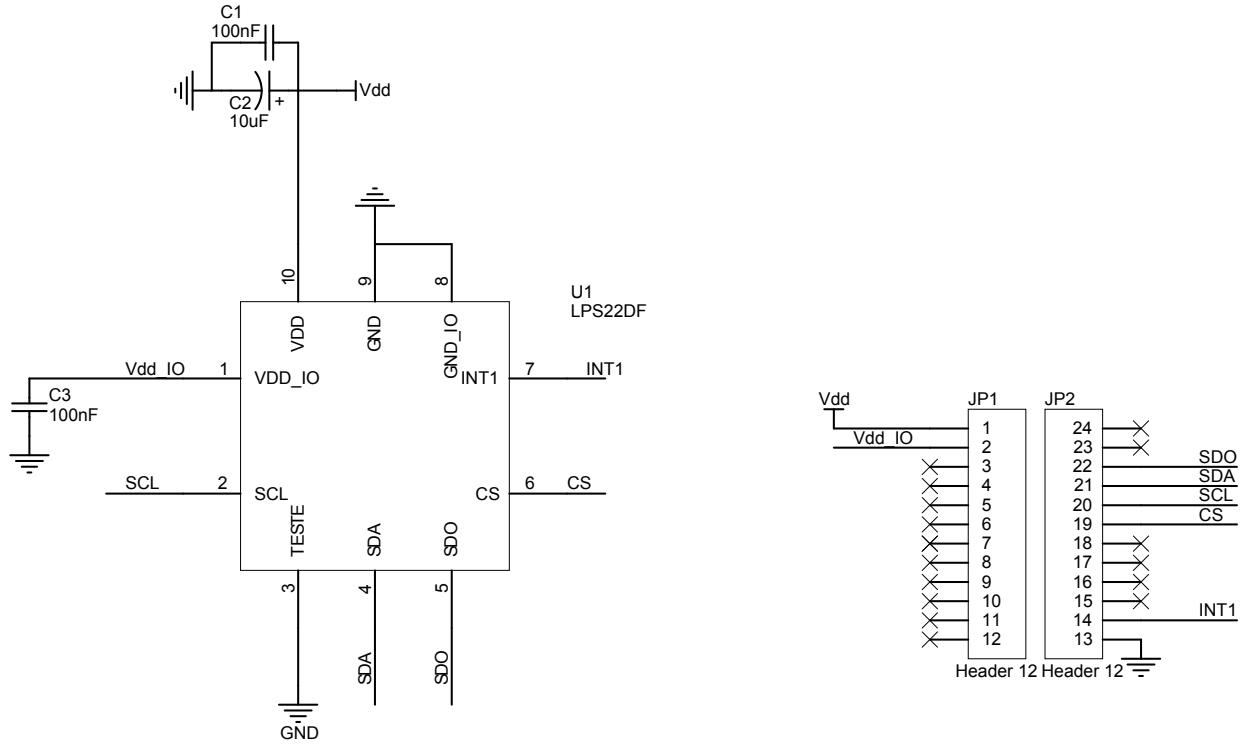 C1
100nF
C2
+
10uF
Vdd
10
9
8
VDD
GND
GND_IO
U1
LPS22DF
Vdd_IO
1
VDD_IO
INT1
7
INT1
C3
100nF
SCL
2
SCL
CS
6
CS
TESTE
SDA
SDO
3
4
5
SDA
SDO
GND
Vdd
Vdd_IO
JP1
1
2
3
4
5
6
7
8
9
10
11
12
Header 12
JP2
24
23
22
21
20
19
18
17
16
15
14
13
Header 12
SDO
SDA
SCL
CS
INT1